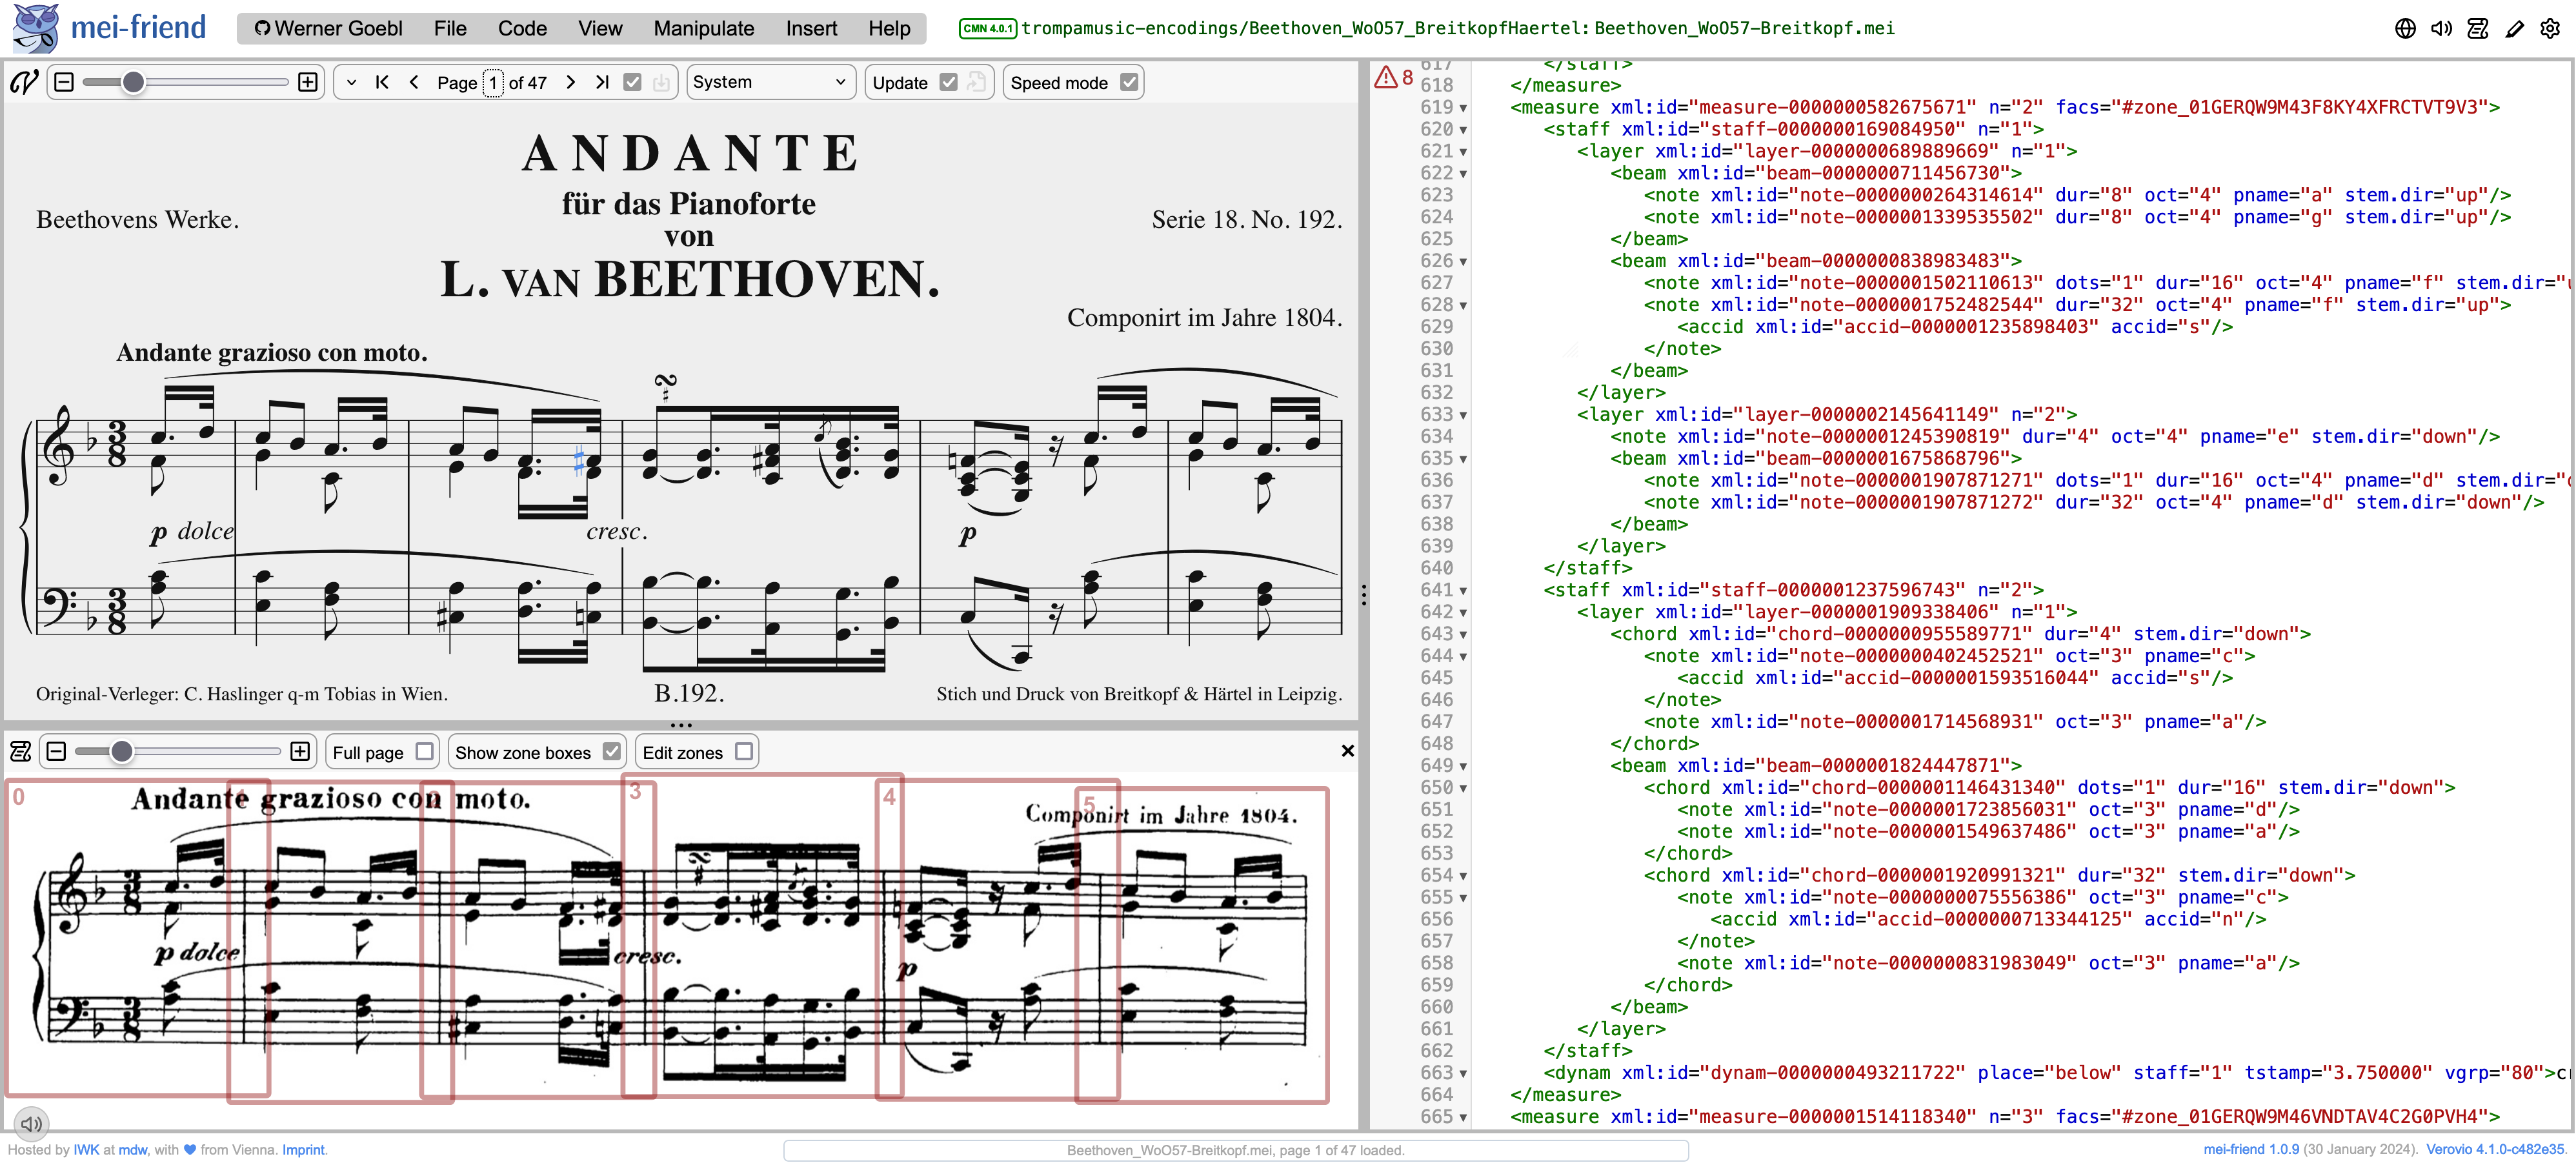 mei-friend
Werner Goebl File Code View Manipulate Insert Help
CMN 4.0.1 trompamusic-encodings/Beethoven_WoO57_BreitkopfHaertel: Beethoven_WoO57-Breitkopf.mei
Page 1 of 47 System Update Speed mode
ANDANTE
für das Pianoforte
Beethovens Werke.
Serie 18. No. 192.
von
L. VAN BEETHOVEN.
Componirt im Jahre 1804.
Andante grazioso con moto.
p dolce cresc. p
Original-Verleger: C. Haslinger q-m Tobias in Wien. B.192. Stich und Druck von Breitkopf & Härtel in Leipzig.
Full page Show zone boxes Edit zones
0 3 4 5
Andante grazioso con moto.
Componirt im Jahre 1804.
p dolce cresc. p
8
617 </staff>
618 </measure>
619 <measure xml:id="measure-0000000582675671" n="2" facs="#zone_01GERQW9M43F8KY4XFRCTVT9V3">
620 <staff xml:id="staff-0000000169084950" n="1">
621 <layer xml:id="layer-0000000689889669" n="1">
622 <beam xml:id="beam-0000000711456730">
623 <note xml:id="note-0000000264314614" dur="8" oct="4" pname="a" stem.dir="up"/>
624 <note xml:id="note-0000001339535502" dur="8" oct="4" pname="g" stem.dir="up"/>
625 </beam>
626 <beam xml:id="beam-0000000838983483">
627 <note xml:id="note-0000001502110613" dots="1" dur="16" oct="4" pname="f" stem.dir="u
628 <note xml:id="note-0000001752482544" dur="32" oct="4" pname="f" stem.dir="up">
629 <accid xml:id="accid-0000001235898403" accid="s"/>
630 </note>
631 </beam>
632 </layer>
633 <layer xml:id="layer-0000002145641149" n="2">
634 <note xml:id="note-0000001245390819" dur="4" oct="4" pname="e" stem.dir="down"/>
635 <beam xml:id="beam-0000001675868796">
636 <note xml:id="note-0000001907871271" dots="1" dur="16" oct="4" pname="d" stem.dir="d
637 <note xml:id="note-0000001907871272" dur="32" oct="4" pname="d" stem.dir="down"/>
638 </beam>
639 </layer>
640 </staff>
641 <staff xml:id="staff-0000001237596743" n="2">
642 <layer xml:id="layer-0000001909338406" n="1">
643 <chord xml:id="chord-0000000955589771" dur="4" stem.dir="down">
644 <note xml:id="note-0000000402452521" oct="3" pname="c">
645 <accid xml:id="accid-0000001593516044" accid="s"/>
646 </note>
647 <note xml:id="note-0000001714568931" oct="3" pname="a"/>
648 </chord>
649 <beam xml:id="beam-0000001824447871">
650 <chord xml:id="chord-0000001146431340" dots="1" dur="16" stem.dir="down">
651 <note xml:id="note-0000001723856031" oct="3" pname="d"/>
652 <note xml:id="note-0000001549637486" oct="3" pname="a"/>
653 </chord>
654 <chord xml:id="chord-0000001920991321" dur="32" stem.dir="down">
655 <note xml:id="note-0000000075556386" oct="3" pname="c">
656 <accid xml:id="accid-0000000713344125" accid="n"/>
657 </note>
658 <note xml:id="note-0000000831983049" oct="3" pname="a"/>
659 </chord>
660 </beam>
661 </layer>
662 </staff>
663 <dynam xml:id="dynam-0000000493211722" place="below" staff="1" tstamp="3.750000" vgrp="80">c
664 </measure>
665 <measure xml:id="measure-0000001514118340" n="3" facs="#zone_01GERQW9M46VNDTAV4C2G0PVH4">
Hosted by IWK at mdw, with from Vienna. Imprint.
Beethoven_WoO57-Breitkopf.mei, page 1 of 47 loaded.
mei-friend 1.0.9 (30 January 2024). Verovio 4.1.0-c482e35.